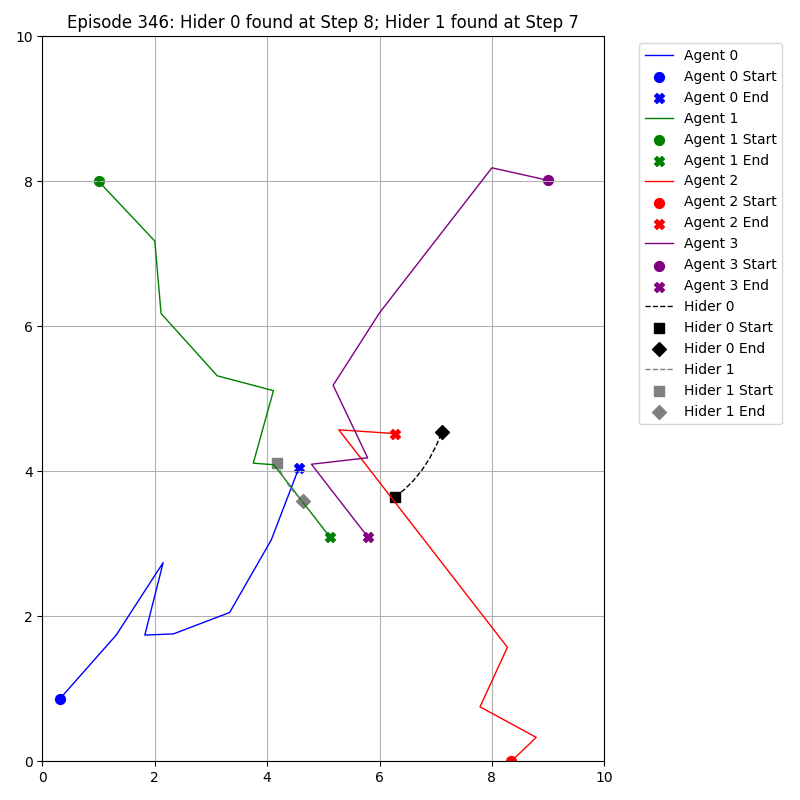 Episode 346: Hider 0 found at Step 8; Hider 1 found at Step 7
10
8
6
4
2
0
0 2 4 6 8 10
Agent 0
Agent 0 Start
Agent 0 End
Agent 1
Agent 1 Start
Agent 1 End
Agent 2
Agent 2 Start
Agent 2 End
Agent 3
Agent 3 Start
Agent 3 End
Hider 0
Hider 0 Start
Hider 0 End
Hider 1
Hider 1 Start
Hider 1 End